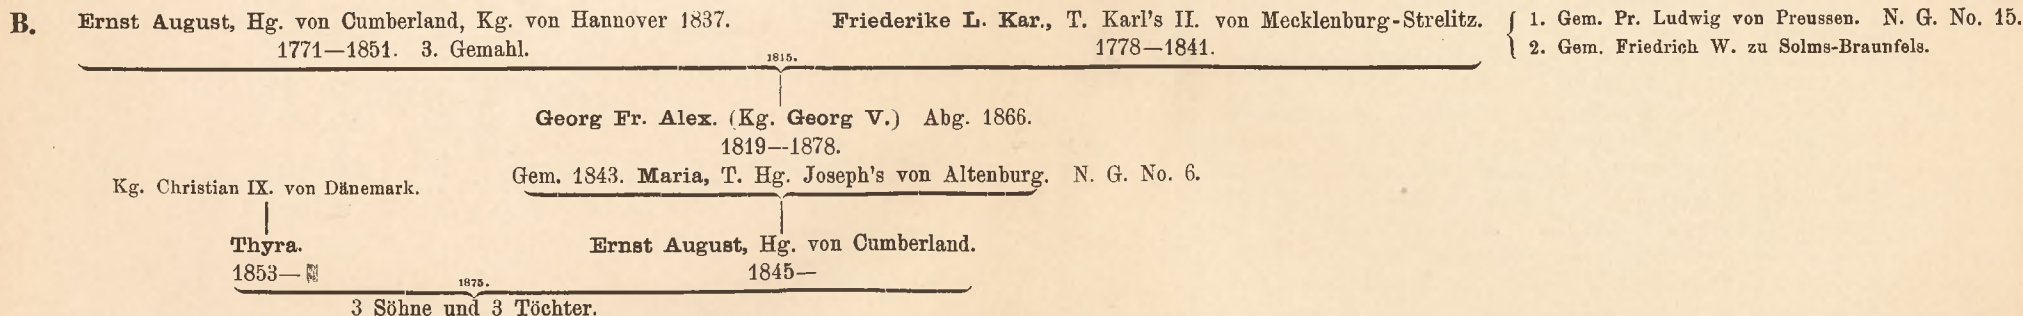 B. Ernst August, Hg. von Cumberland, Kg. von Hannover 1837. Friederike L. Kar., T. Karl's II. von Mecklenburg-Strelitz. { 1. Gem. Pr. Ludwig von Preussen. N. G. No. 15.
1771—1851. 3. Gemahl. 1778—1841. 2. Gem. Friedrich W. zu Solms-Braunfels.
1815.
Georg Fr. Alex. (Kg. Georg V.) Abg. 1866.
1819—1878.
Gem. 1843. Maria, T. Hg. Joseph's von Altenburg. N. G. No. 6.
Kg. Christian IX. von Dänemark.
Thyra. Ernst August, Hg. von Cumberland.
1853— 1845—
1875.
3 Söhne und 3 Töchter.